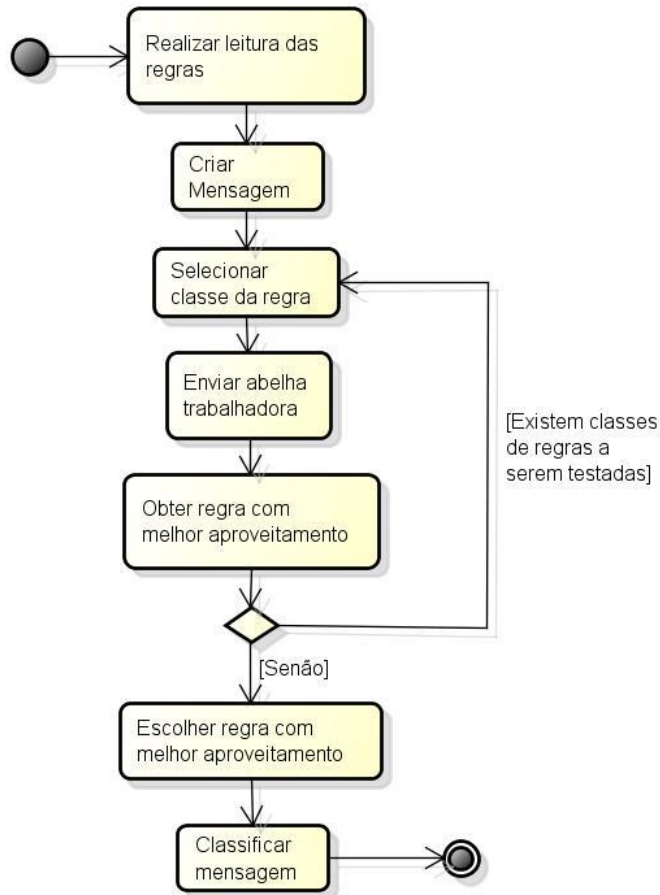 Realizar leitura das
regras
Criar
Mensagem
Selecionar
classe da regra
Enviar abelha
trabalhadora
[Existem classes
de regras a
serem testadas]
Obter regra com
melhor aproveitamento
[Senão]
Escolher regra com
melhor aproveitamento
Classificar
mensagem